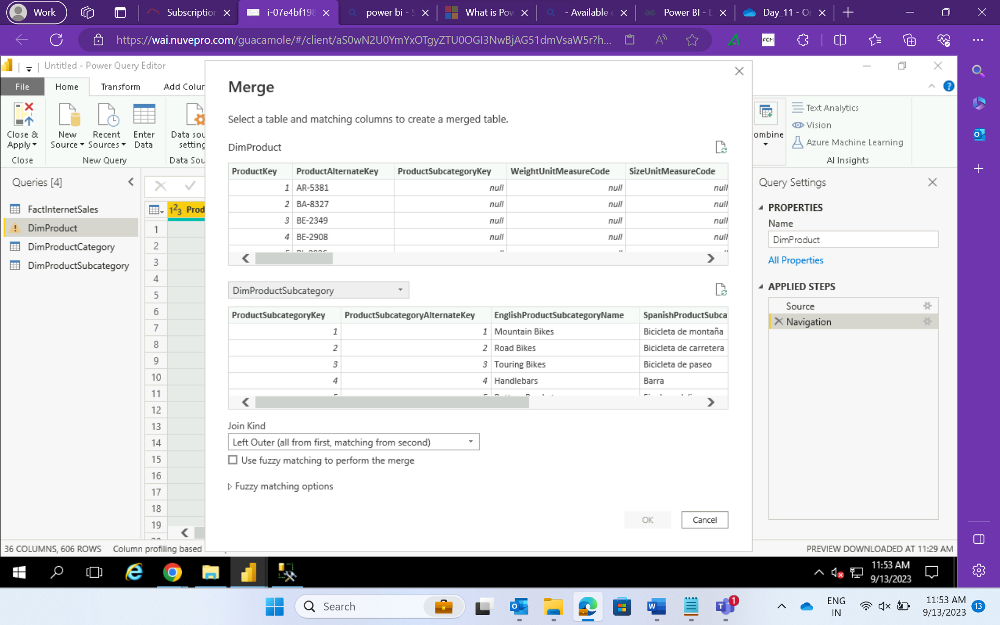 Work
Subscription
i-07e4bf198
power bi - S
What is Pow
- Available
Power BI - D
Day_11 - O
https://wai.nuvepro.com/guacamole/#/client/aS0wN2U0YmYxOTgyZTU0OGI3NwBjAG51dmVsaW5r?h...
Untitled - Power Query Editor
File Home Transform Add Colum
Close & Apply
New Source
Recent Sources
Enter Data
Data sou setting
Close
New Query
Data Sou
ombine
Text Analytics
Vision
Azure Machine Learning
AI Insights
Queries [4]
FactInternetSales
DimProduct
DimProductCategory
DimProductSubcategory
Prod
1
2
3
4
5
6
7
8
9
10
11
12
13
14
15
16
17
18
19
Merge
Select a table and matching columns to create a merged table.
DimProduct
ProductKey ProductAlternateKey ProductSubcategoryKey WeightUnitMeasureCode SizeUnitMeasureCode
1 AR-5381 null null null
2 BA-8327 null null null
3 BE-2349 null null null
4 BE-2908 null null null
DimProductSubcategory
ProductSubcategoryKey ProductSubcategoryAlternateKey EnglishProductSubcategoryName SpanishProductSubca
1 1 Mountain Bikes Bicicleta de montaña
2 2 Road Bikes Bicicleta de carretera
3 3 Touring Bikes Bicicleta de paseo
4 4 Handlebars Barra
Join Kind
Left Outer (all from first, matching from second)
Use fuzzy matching to perform the merge
Fuzzy matching options
OK Cancel
Query Settings
PROPERTIES
Name
DimProduct
All Properties
APPLIED STEPS
Source
Navigation
36 COLUMNS, 606 ROWS Column profiling based
PREVIEW DOWNLOADED AT 11:29 AM
11:53 AM
9/13/2023
Search
1
ENG
IN
11:53 AM
9/13/2023
13